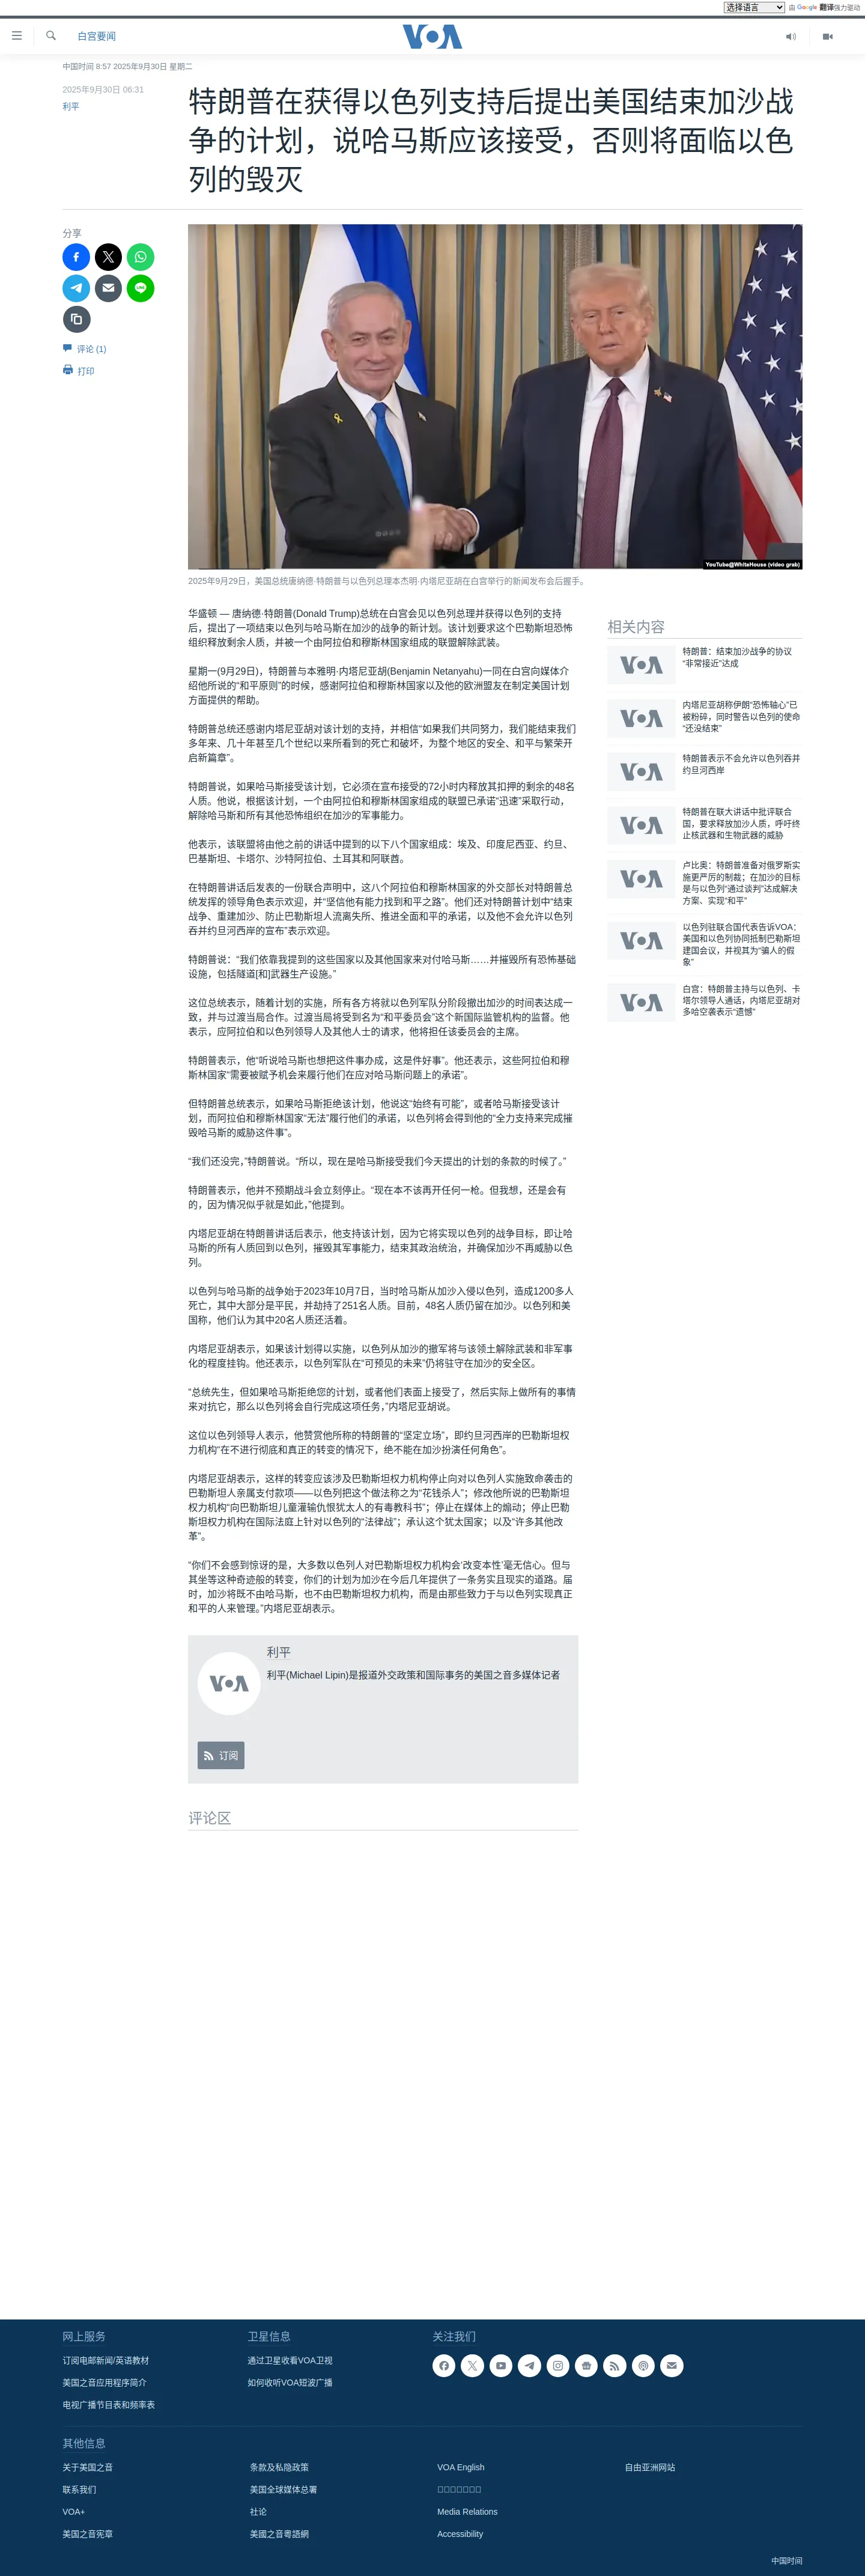 选择语言 由 Google 翻译强力驱动
白宫要闻
VOA
中国时间 8:57 2025年9月30日 星期二
2025年9月30日 06:31
利平
特朗普在获得以色列支持后提出美国结束加沙战
争的计划，说哈马斯应该接受，否则将面临以色
列的毁灭
分享
LINE
评论 (1)
打印
YouTube@WhiteHouse (video grab)
2025年9月29日，美国总统唐纳德·特朗普与以色列总理本杰明·内塔尼亚胡在白宫举行的新闻发布会后握手。
华盛顿 — 唐纳德·特朗普(Donald Trump)总统在白宫会见以色列总理并获得以色列的支持
后，提出了一项结束以色列与哈马斯在加沙的战争的新计划。该计划要求这个巴勒斯坦恐怖
组织释放剩余人质，并被一个由阿拉伯和穆斯林国家组成的联盟解除武装。
星期一(9月29日)，特朗普与本雅明·内塔尼亚胡(Benjamin Netanyahu)一同在白宫向媒体介
绍他所说的“和平原则”的时候，感谢阿拉伯和穆斯林国家以及他的欧洲盟友在制定美国计划
方面提供的帮助。
特朗普总统还感谢内塔尼亚胡对该计划的支持，并相信“如果我们共同努力，我们能结束我们
多年来、几十年甚至几个世纪以来所看到的死亡和破坏，为整个地区的安全、和平与繁荣开
启新篇章”。
特朗普说，如果哈马斯接受该计划，它必须在宣布接受的72小时内释放其扣押的剩余的48名
人质。他说，根据该计划，一个由阿拉伯和穆斯林国家组成的联盟已承诺“迅速”采取行动，
解除哈马斯和所有其他恐怖组织在加沙的军事能力。
他表示，该联盟将由他之前的讲话中提到的以下八个国家组成：埃及、印度尼西亚、约旦、
巴基斯坦、卡塔尔、沙特阿拉伯、土耳其和阿联酋。
在特朗普讲话后发表的一份联合声明中，这八个阿拉伯和穆斯林国家的外交部长对特朗普总
统发挥的领导角色表示欢迎，并“坚信他有能力找到和平之路”。他们还对特朗普计划中“结束
战争、重建加沙、防止巴勒斯坦人流离失所、推进全面和平的承诺，以及他不会允许以色列
吞并约旦河西岸的宣布”表示欢迎。
特朗普说：“我们依靠我提到的这些国家以及其他国家来对付哈马斯……并摧毁所有恐怖基础
设施，包括隧道[和]武器生产设施。”
这位总统表示，随着计划的实施，所有各方将就以色列军队分阶段撤出加沙的时间表达成一
致，并与过渡当局合作。过渡当局将受到名为“和平委员会”这个新国际监管机构的监督。他
表示，应阿拉伯和以色列领导人及其他人士的请求，他将担任该委员会的主席。
特朗普表示，他“听说哈马斯也想把这件事办成，这是件好事”。他还表示，这些阿拉伯和穆
斯林国家“需要被赋予机会来履行他们在应对哈马斯问题上的承诺”。
但特朗普总统表示，如果哈马斯拒绝该计划，他说这“始终有可能”，或者哈马斯接受该计
划，而阿拉伯和穆斯林国家“无法”履行他们的承诺，以色列将会得到他的“全力支持来完成摧
毁哈马斯的威胁这件事”。
“我们还没完，”特朗普说。“所以，现在是哈马斯接受我们今天提出的计划的条款的时候了。”
特朗普表示，他并不预期战斗会立刻停止。“现在本不该再开任何一枪。但我想，还是会有
的，因为情况似乎就是如此，”他提到。
内塔尼亚胡在特朗普讲话后表示，他支持该计划，因为它将实现以色列的战争目标，即让哈
马斯的所有人质回到以色列，摧毁其军事能力，结束其政治统治，并确保加沙不再威胁以色
列。
以色列与哈马斯的战争始于2023年10月7日，当时哈马斯从加沙入侵以色列，造成1200多人
死亡，其中大部分是平民，并劫持了251名人质。目前，48名人质仍留在加沙。以色列和美
国称，他们认为其中20名人质还活着。
内塔尼亚胡表示，如果该计划得以实施，以色列从加沙的撤军将与该领土解除武装和非军事
化的程度挂钩。他还表示，以色列军队在“可预见的未来”仍将驻守在加沙的安全区。
“总统先生，但如果哈马斯拒绝您的计划，或者他们表面上接受了，然后实际上做所有的事情
来对抗它，那么以色列将会自行完成这项任务，”内塔尼亚胡说。
这位以色列领导人表示，他赞赏他所称的特朗普的“坚定立场”，即约旦河西岸的巴勒斯坦权
力机构“在不进行彻底和真正的转变的情况下，绝不能在加沙扮演任何角色”。
内塔尼亚胡表示，这样的转变应该涉及巴勒斯坦权力机构停止向对以色列人实施致命袭击的
巴勒斯坦人亲属支付款项——以色列把这个做法称之为“花钱杀人”；修改他所说的巴勒斯坦
权力机构“向巴勒斯坦儿童灌输仇恨犹太人的有毒教科书”；停止在媒体上的煽动；停止巴勒
斯坦权力机构在国际法庭上针对以色列的“法律战”；承认这个犹太国家；以及“许多其他改
革”。
“你们不会感到惊讶的是，大多数以色列人对巴勒斯坦权力机构会‘改变本性’毫无信心。但与
其坐等这种奇迹般的转变，你们的计划为加沙在今后几年提供了一条务实且现实的道路。届
时，加沙将既不由哈马斯，也不由巴勒斯坦权力机构，而是由那些致力于与以色列实现真正
和平的人来管理。”内塔尼亚胡表示。
相关内容
VOA
特朗普：结束加沙战争的协议
“非常接近”达成
VOA
内塔尼亚胡称伊朗“恐怖轴心”已
被粉碎，同时警告以色列的使命
“还没结束”
VOA
特朗普表示不会允许以色列吞并
约旦河西岸
VOA
特朗普在联大讲话中批评联合
国，要求释放加沙人质，呼吁终
止核武器和生物武器的威胁
VOA
卢比奥：特朗普准备对俄罗斯实
施更严厉的制裁；在加沙的目标
是与以色列“通过谈判”达成解决
方案、实现“和平”
VOA
以色列驻联合国代表告诉VOA：
美国和以色列协同抵制巴勒斯坦
建国会议，并视其为“骗人的假
象”
VOA
白宫：特朗普主持与以色列、卡
塔尔领导人通话，内塔尼亚胡对
多哈空袭表示“遗憾”
VOA
利平
利平(Michael Lipin)是报道外交政策和国际事务的美国之音多媒体记者
订阅
评论区
网上服务
订阅电邮新闻/英语教材
美国之音应用程序简介
电视广播节目表和频率表
卫星信息
通过卫星收看VOA卫视
如何收听VOA短波广播
关注我们
其他信息
关于美国之音
联系我们
VOA+
美国之音宪章
条款及私隐政策
美国全球媒体总署
社论
美國之音粵語網
VOA English
Media Relations
Accessibility
自由亚洲网站
中国时间